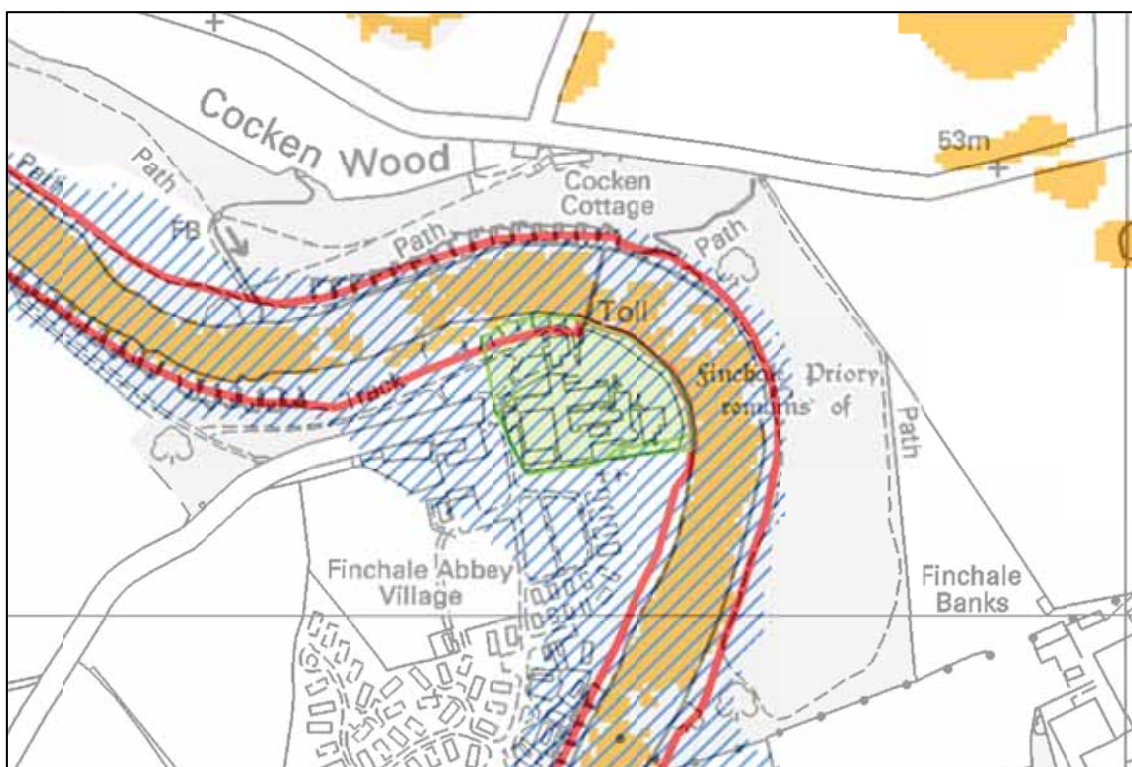 Cocken Wood
53m
Path
Path
Cocken
Cottage
FB
Path
Path
Toll
Priory
remains of
Track
Path
Finchale Abbey
Village
Finchale
Banks